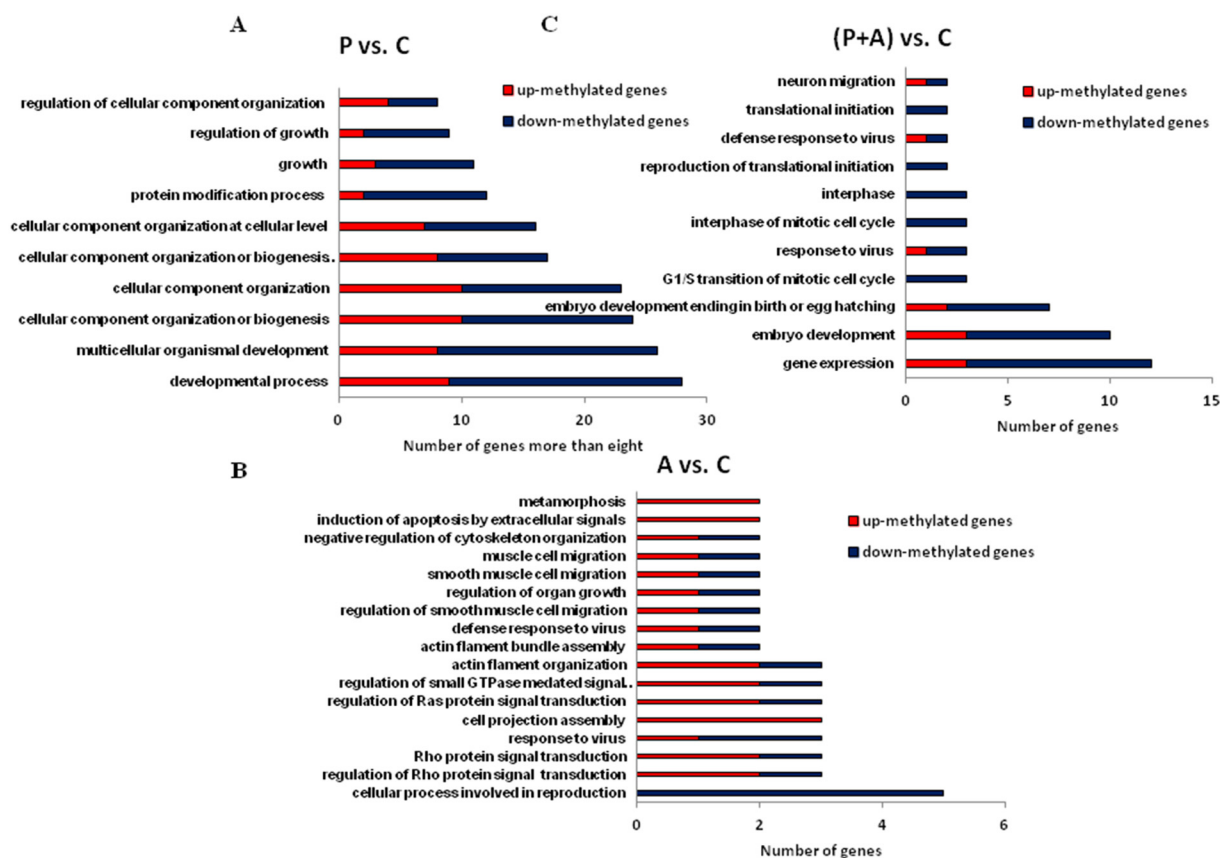 A
P vs. C
up-methylated genes
down-methylated genes
regulation of cellular component organization
regulation of growth
growth
protein modification process
cellular component organization at cellular level
cellular component organization or biogenesis..
cellular component organization
cellular component organization or biogenesis
multicellular organismal development
developmental process
0 10 20 30
Number of genes more than eight
C
(P+A) vs. C
up-methylated genes
down-methylated genes
neuron migration
translational initiation
defense response to virus
reproduction of translational initiation
interphase
interphase of mitotic cell cycle
response to virus
G1/S transition of mitotic cell cycle
embryo development ending in birth or egg hatching
embryo development
gene expression
0 5 10 15
Number of genes
B
A vs. C
up-methylated genes
down-methylated genes
metamorphosis
induction of apoptosis by extracellular signals
negative regulation of cytoskeleton organization
muscle cell migration
smooth muscle cell migration
regulation of organ growth
regulation of smooth muscle cell migration
defense response to virus
actin flament bundle assembly
actin flament organization
regulation of small GTPase medated signal..
regulation of Ras protein signal transduction
cell projection assembly
response to virus
Rho protein signal transduction
regulation of Rho protein signal transduction
cellular process involved in reproduction
0 2 4 6
Number of genes